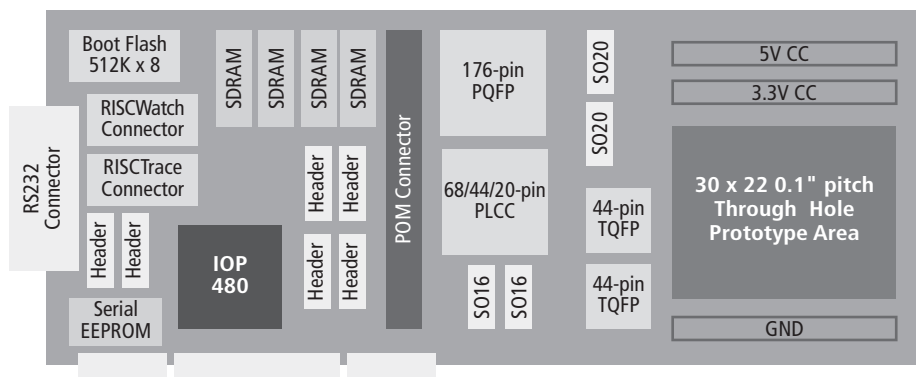 Boot Flash
512K x 8
SDRAM
SDRAM
SDRAM
SDRAM
RISCWatch
Connector
RISCTrace
Connector
RS232
Connector
Header
Header
Header
Header
Header
Header
IOP
480
Serial
EEPROM
POM Connector
176-pin
PQFP
68/44/20-pin
PLCC
SO16
SO16
SO20
SO20
44-pin
TQFP
44-pin
TQFP
5V CC
3.3V CC
30 x 22 0.1" pitch
Through Hole
Prototype Area
GND